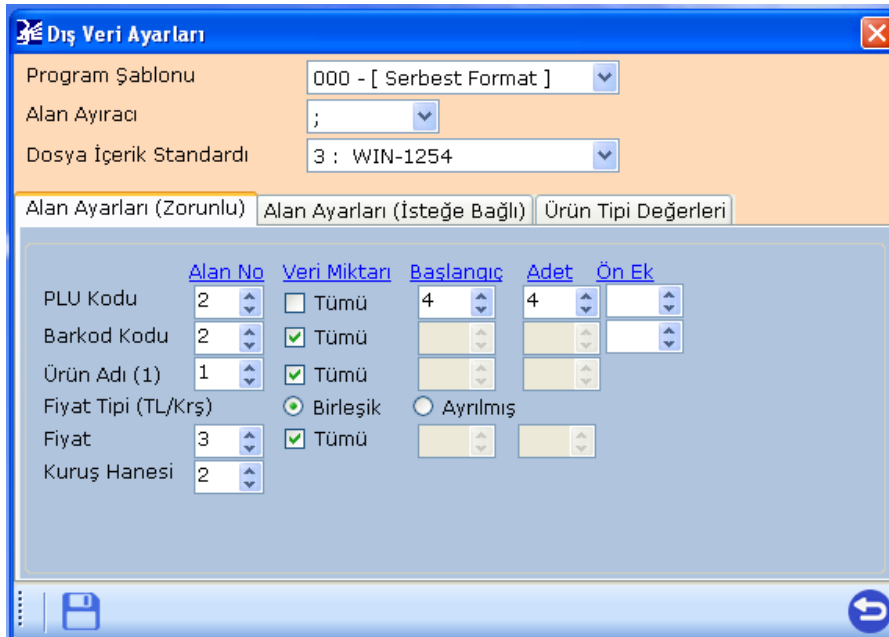 Dış Veri Ayarları
Program Şablonu 000 - [ Serbest Format ]
Alan Ayıracı ;
Dosya İçerik Standardı 3 : WIN-1254
Alan Ayarları (Zorunlu) Alan Ayarları (İsteğe Bağlı) Ürün Tipi Değerleri
Alan No Veri Miktarı Başlangıç Adet Ön Ek
PLU Kodu 2 Tümü 4 4
Barkod Kodu 2 Tümü
Ürün Adı (1) 1 Tümü
Fiyat Tipi (TL/Krş) Birleşik Ayrılmış
Fiyat 3 Tümü
Kuruş Hanesi 2